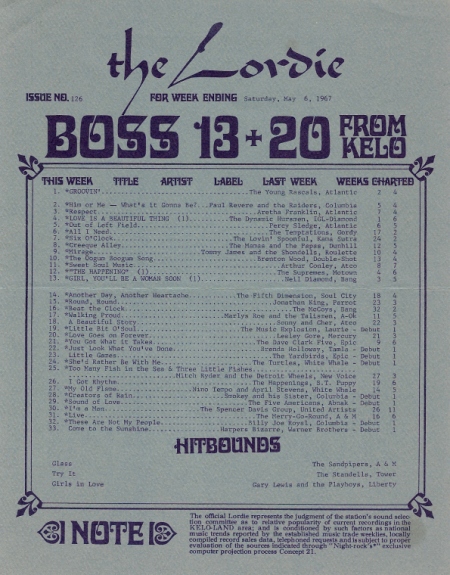 the Lordie
ISSUE NO. 126 FOR WEEK ENDING Saturday, May 6, 1967
BOSS 13+20 FROM KELO
THIS WEEK TITLE ARTIST LABEL LAST WEEK WEEKS CHARTED
1. *GROOVIN'...The Young Rascals, Atlantic 2 4
2. *Him or Me — What's it Gonna Be?...Paul Revere and the Raiders, Columbia 5 4
3. *Respect...Aretha Franklin, Atlantic 7 4
4. *LOVE IS A BEAUTIFUL THING (1)...The Dynamic Hursmen, DGL-Diamond 16 6
5. *Out of Left Field...Percy Sledge, Atlantic 6 5
6. *All I Need...The Temptations, Gordy 17 2
7. *Six O'Clock...The Lovin' Spoonful, Kama Sutra 24 2
8. *Creeque Alley...The Mamas and the Papas, Dunhill 12 5
9. *Mirage...Tommy James and the Shondells, Roulette 10 4
10. *The Oogum Boogum Song...Brenton Wood, Double-Shot 13 4
11. *Sweet Soul Music...Arthur Conley, Atco 4
12. *"THE HAPPENING" (1)...The Supremes, Motown 4 6
13. *GIRL, YOU'LL BE A WOMAN SOON (1)...Neil Diamond, Bang 3 5
14. *Another Day, Another Heartache...The Fifth Dimension, Soul City 18 4
15. *Round, Round...Jonathan King, Parrot 23 3
16. *Beat the Clock...The McCoys, Bang 32 2
17. *Walking Proud...Marlys Roe and the Talismen, A-OK 11 5
18. A Beautiful Story...Sonny and Cher, Atco 22 3
19. *Little Bit O'Soul...The Music Explosion, Laurie - Debut 1
20. *Love Goes on Forever...Lesley Gore, Mercury 21
21. *You Got What it Takes...The Dave Clark Five, Epic 9 6
22. *Just Look What You've Done...Brenda Holloway, Tamla - Debut 1
23. Little Games...The Yardbirds, Epic - Debut 1
24. *She'd Rather Be With Me...The Turtles, White Whale - Debut 1
25. *Too Many Fish in the Sea & Three Little Fishes...
Mitch Ryder and the Detroit Wheels, New Voice 27 3
26. I Got Rhythm...The Happenings, B.T. Puppy 19 6
27. *My Old Flame...Nino Tempo and April Stevens, White Whale 14 5
28. *Creators of Rain...Smokey and his Sister, Columbia - Debut 1
29. *Sound of Love...The Five Americans, Abnak - Debut 1
30. *I'm a Man...The Spencer Davis Group, United Artists 26 11
31. *Live...The Merry-Go-Round, A & M 16 6
32. *These Are Not My People...Billy Joe Royal, Columbia - Debut 1
33. Come to the Sunshine...Harpers Bizarre, Warner Brothers - Debut 1
HITBOUNDS
Glass The Sandpipers, A & M
Try It The Standells, Tower
Girls in Love Gary Lewis and the Playboys, Liberty
NOTE
The official Lordie represents the judgment of the station's sound selec-
tion committee as to relative popularity of current recordings in the
KELO-LAND area; and is conditioned by such factors as national
music trends reported by the established music trade weeklies, locally
compiled record sales data, telephoned requests and is subject to proper
evaluation of the sources indicated through "Night-rock's*" exclusive
computer projection process Concept 21.